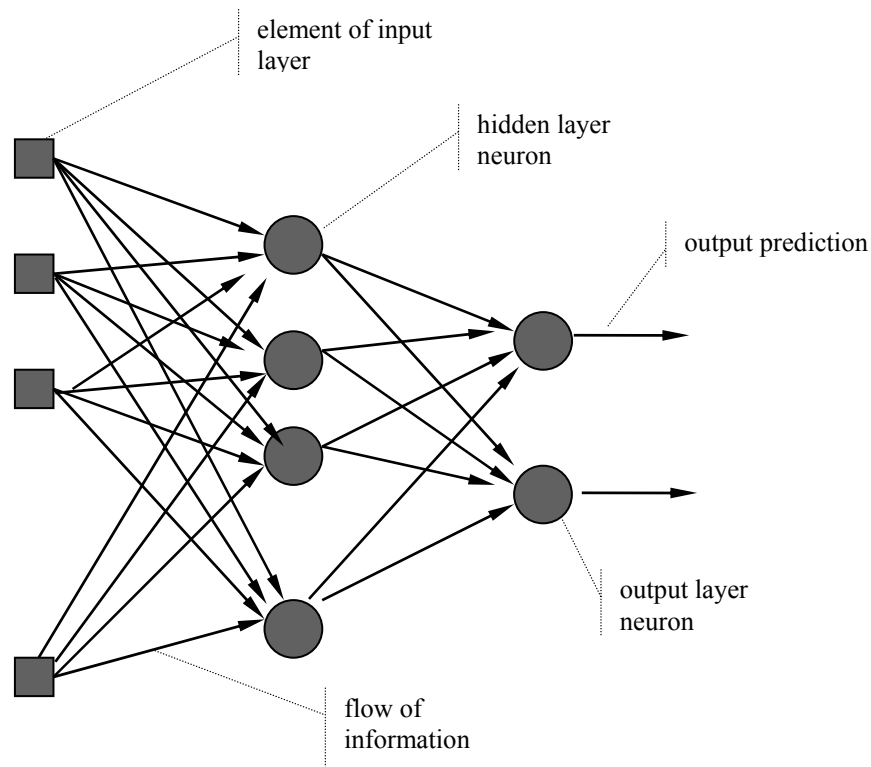 element of input
layer
hidden layer
neuron
output prediction
output layer
neuron
flow of
information